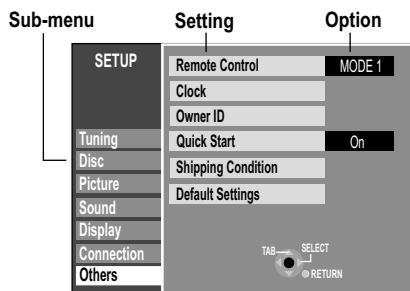 Sub-menu Setting Option
SETUP
Remote Control MODE 1
Clock
Owner ID
Tuning
Quick Start On
Disc
Shipping Condition
Picture
Default Settings
Sound
Display
Connection
Others
TAB SELECT
RETURN